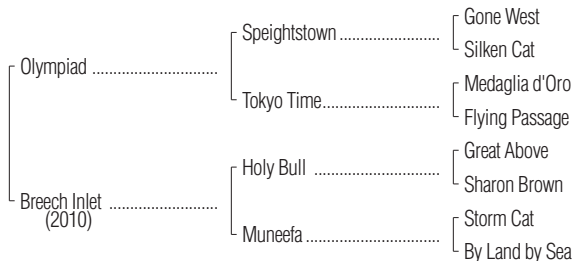 Gone West
Speightstown ........................
Silken Cat
Olympiad ..............................
Medaglia d'Oro
Tokyo Time............................
Flying Passage
Great Above
Holy Bull ..............................
Sharon Brown
Breech Inlet ..........................
(2010)
Storm Cat
Muneefa................................
By Land by Sea